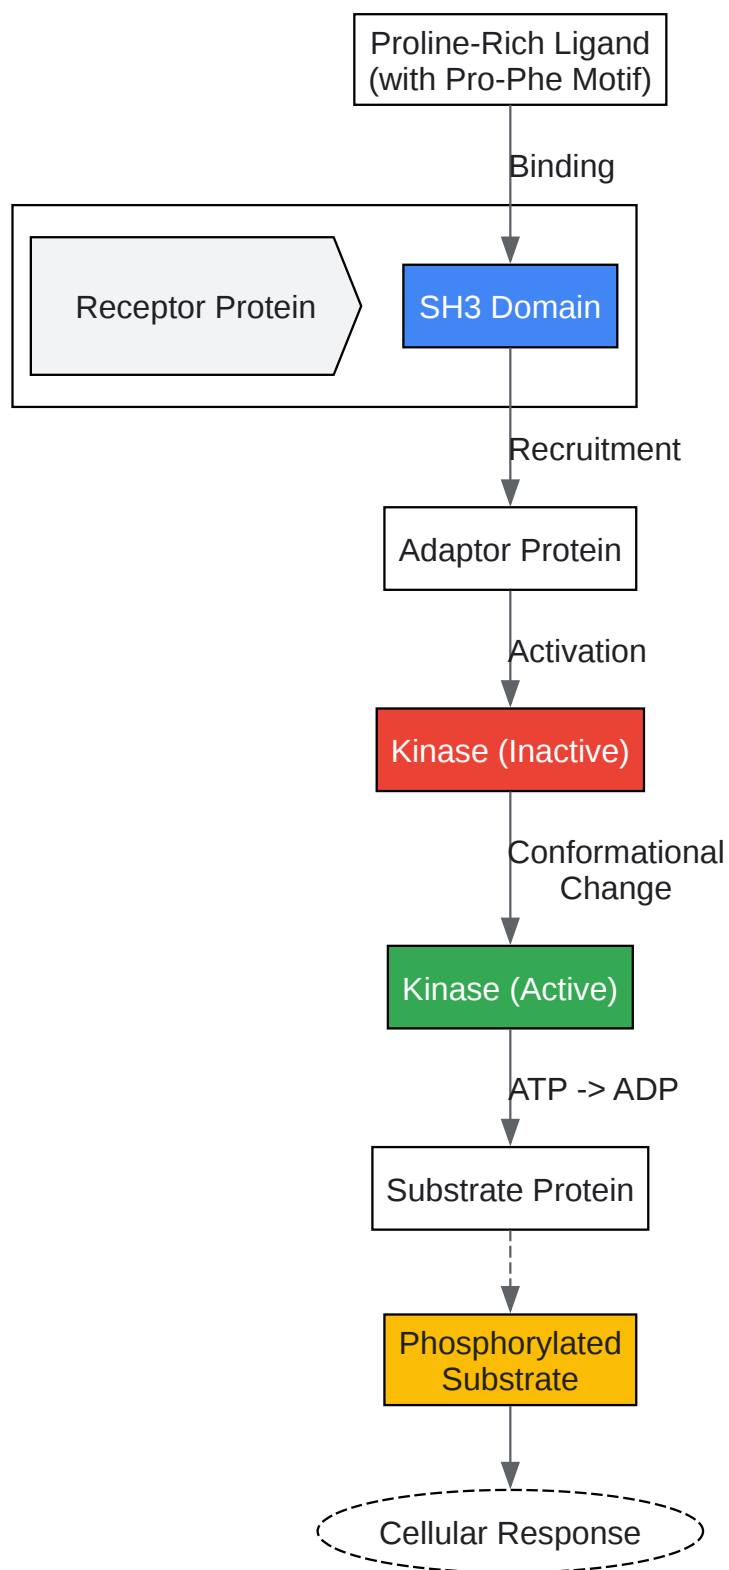 Proline-Rich Ligand
(with Pro-Phe Motif)
Binding
Receptor Protein
SH3 Domain
Recruitment
Adaptor Protein
Activation
Kinase (Inactive)
Conformational
Change
Kinase (Active)
ATP -> ADP
Substrate Protein
Phosphorylated
Substrate
Cellular Response